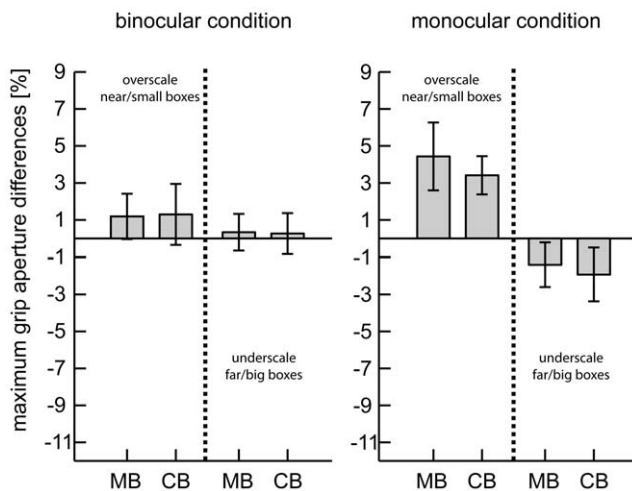 binocular condition
monocular condition
maximum grip aperture differences [%]
9
7
5
3
1
-1
-3
-5
-7
-9
-11
overscale
near/small boxes
underscale
far/big boxes
MB CB MB CB
9
7
5
3
1
-1
-3
-5
-7
-9
-11
overscale
near/small boxes
underscale
far/big boxes
MB CB MB CB